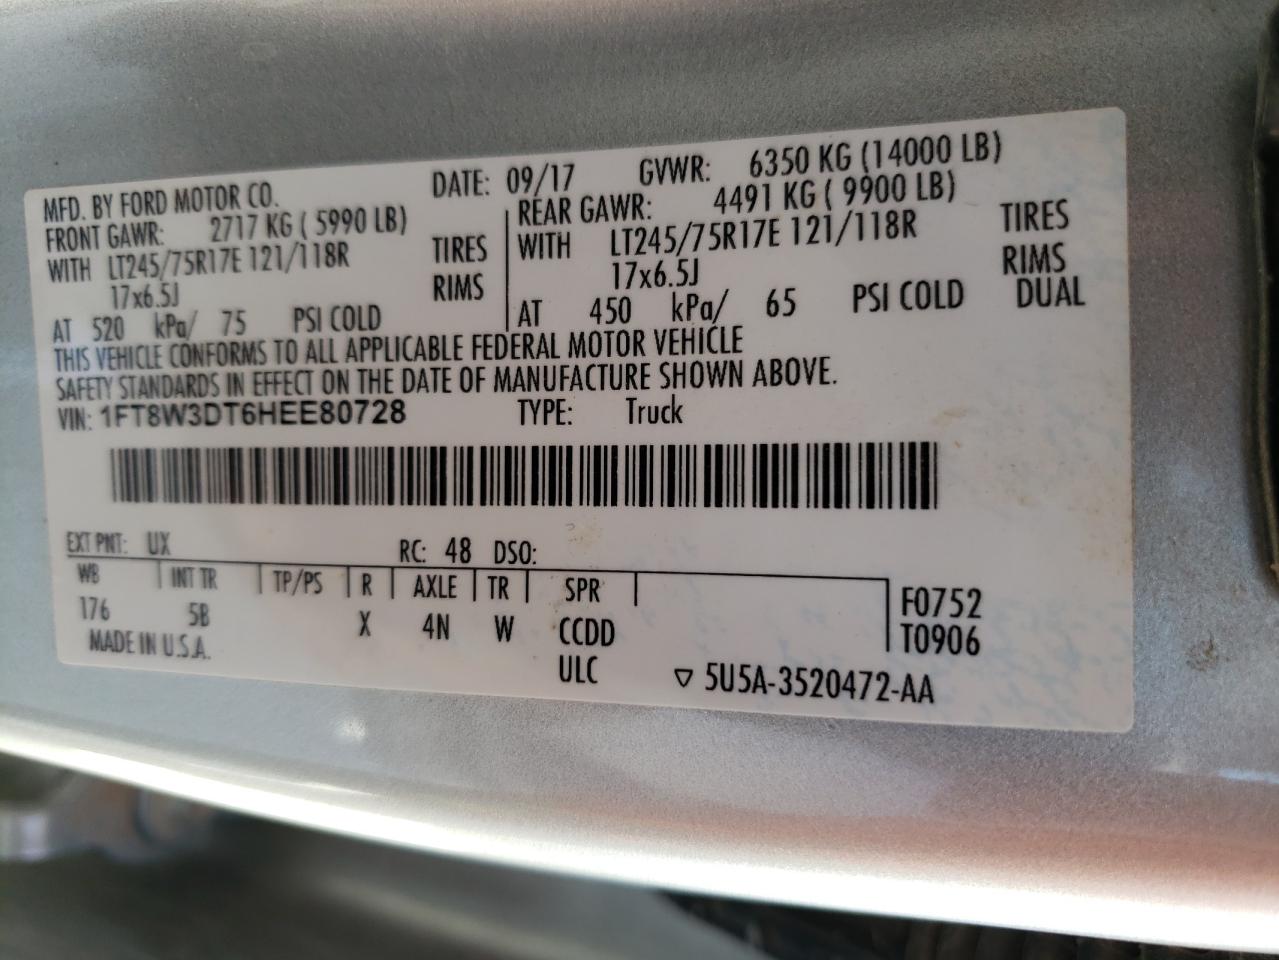 MFD. BY FORD MOTOR CO. DATE: 09/17 GVWR: 6350 KG (14000 LB)
FRONT GAWR: 2717 KG ( 5990 LB) REAR GAWR: 4491 KG ( 9900 LB)
WITH LT245/75R17E 121/118R TIRES WITH LT245/75R17E 121/118R TIRES
17x6.5J RIMS 17x6.5J RIMS
AT 520 kPa/ 75 PSI COLD AT 450 kPa/ 65 PSI COLD DUAL
THIS VEHICLE CONFORMS TO ALL APPLICABLE FEDERAL MOTOR VEHICLE
SAFETY STANDARDS IN EFFECT ON THE DATE OF MANUFACTURE SHOWN ABOVE.
VIN: 1FT8W3DT6HEE80728 TYPE: Truck
EXT PNT: UX RC: 48 DSO:
WB INT TR TP/PS R AXLE TR SPR F0752
176 5B X 4N W CCDD T0906
MADE IN U.S.A. ULC ▽ 5U5A-3520472-AA